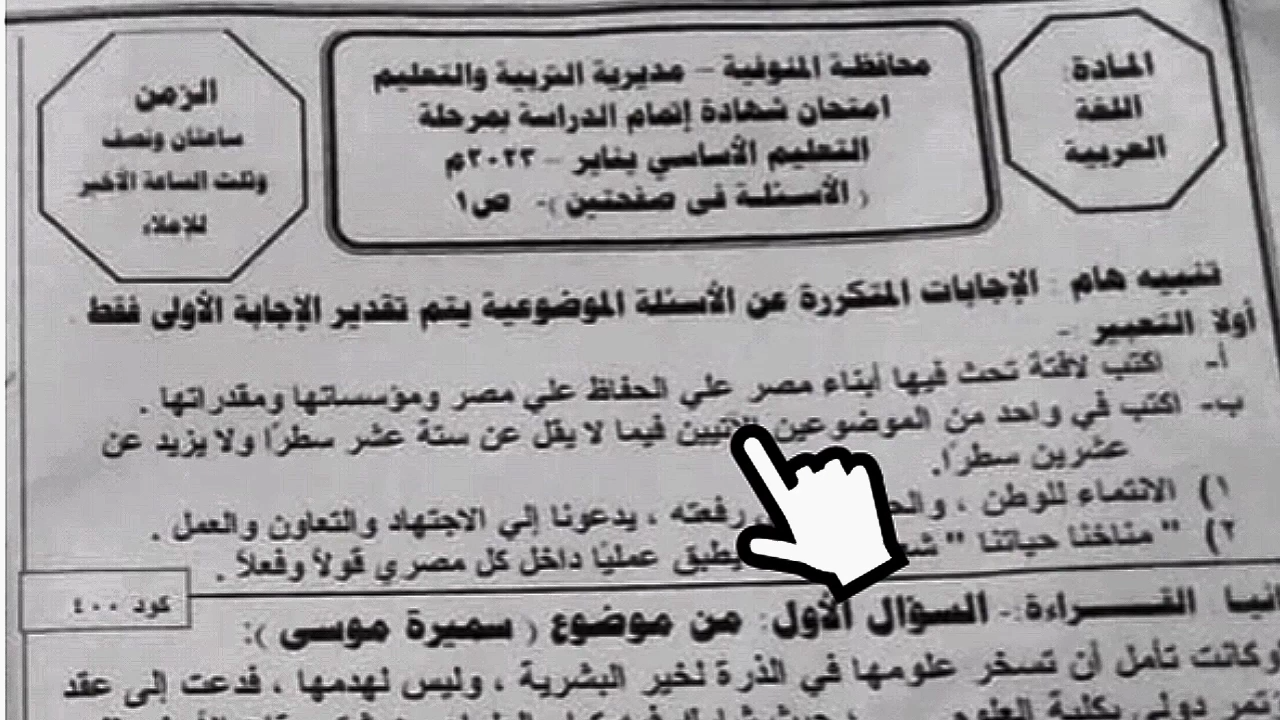 المادة:
اللغة
العربية
محافظة المنوفية – مديرية التربية والتعليم
امتحان شهادة إتمام الدراسة بمرحلة
التعليم الأساسي يناير – ٢٠٢٣م
( الأسئلة فى صفحتين )- ص١
الزمن
ساعتان ونصف
وثلث الساعة الأخير
للإملاء
تنبيه هام : الإجابات المتكررة عن الأسئلة الموضوعية يتم تقدير الإجابة الأولى فقط
أولا التعبير :-
أ- اكتب لافتة تحث فيها أبناء مصر علي الحفاظ علي مصر ومؤسساتها ومقدراتها .
ب- اكتب في واحد من الموضوعين الآتيين فيما لا يقل عن ستة عشر سطرًا ولا يزيد عن
عشرين سطرًا.
١) الانتماء للوطن ، رفعته ، يدعونا إلي الاجتهاد والتعاون والعمل .
٢) " مناخنا حياتنا " يطبق عمليًا داخل كل مصري قولاً وفعلاً .
كود ٤٠٠
القــــراءة:- السؤال الأول: من موضوع ( سميرة موسى ):
وكانت تأمل أن تسخر علومها في الذرة لخير البشرية ، وليس لهدمها ، فدعت إلى عقد
دولي بكلية العلوم